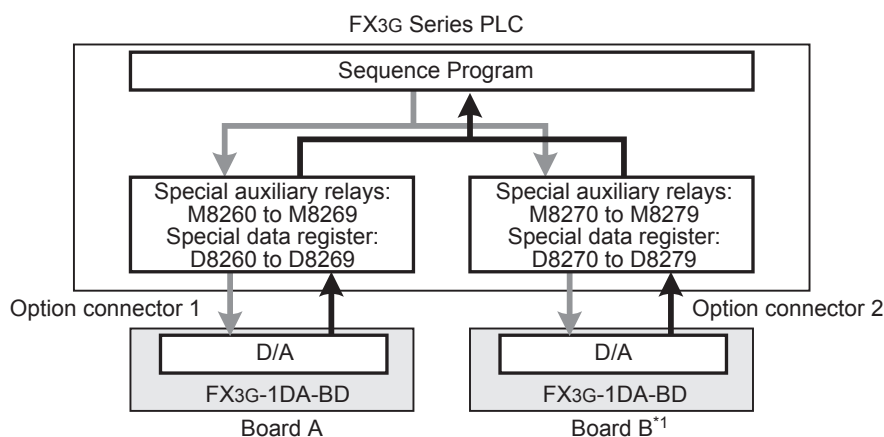 FX3G Series PLC
Sequence Program
Special auxiliary relays:
M8260 to M8269
Special data register:
D8260 to D8269
Special auxiliary relays:
M8270 to M8279
Special data register:
D8270 to D8279
Option connector 1
Option connector 2
D/A
FX3G-1DA-BD
Board A
D/A
FX3G-1DA-BD
Board B*1